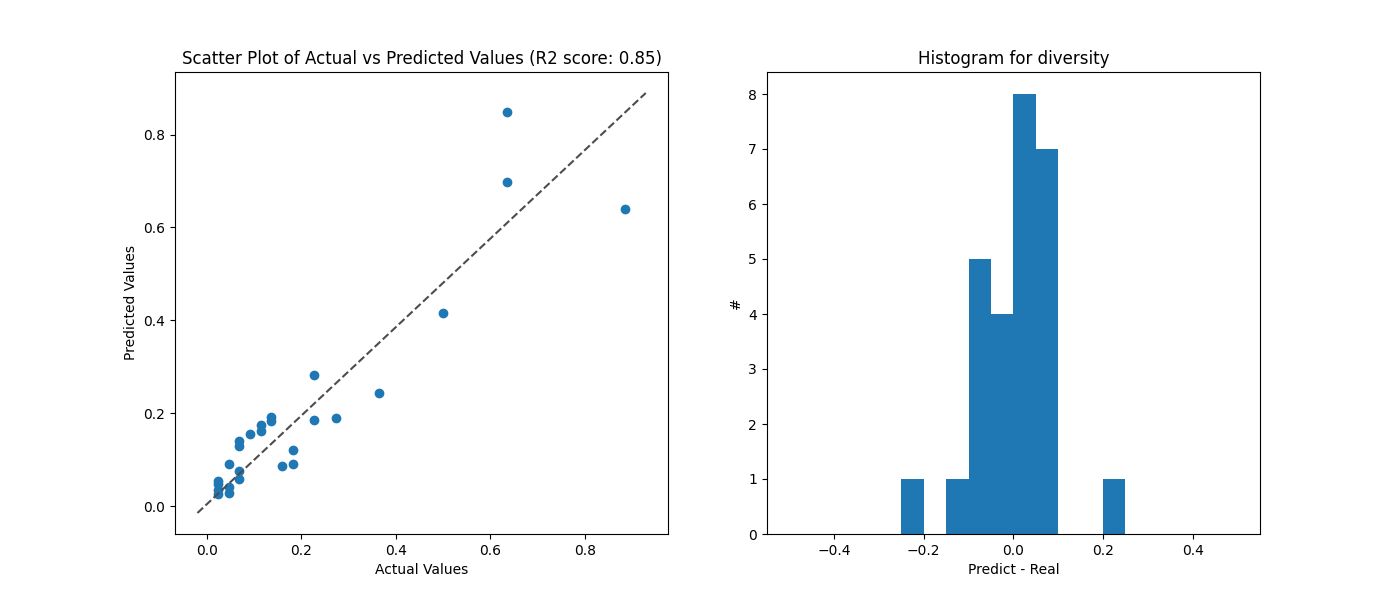 Scatter Plot of Actual vs Predicted Values (R2 score: 0.85)
0.8
0.6
0.4
0.2
0.0
Predicted Values
0.0 0.2 0.4 0.6 0.8
Actual Values
Histogram for diversity
8
7
6
5
4
3
2
1
0
#
−0.4 −0.2 0.0 0.2 0.4
Predict - Real